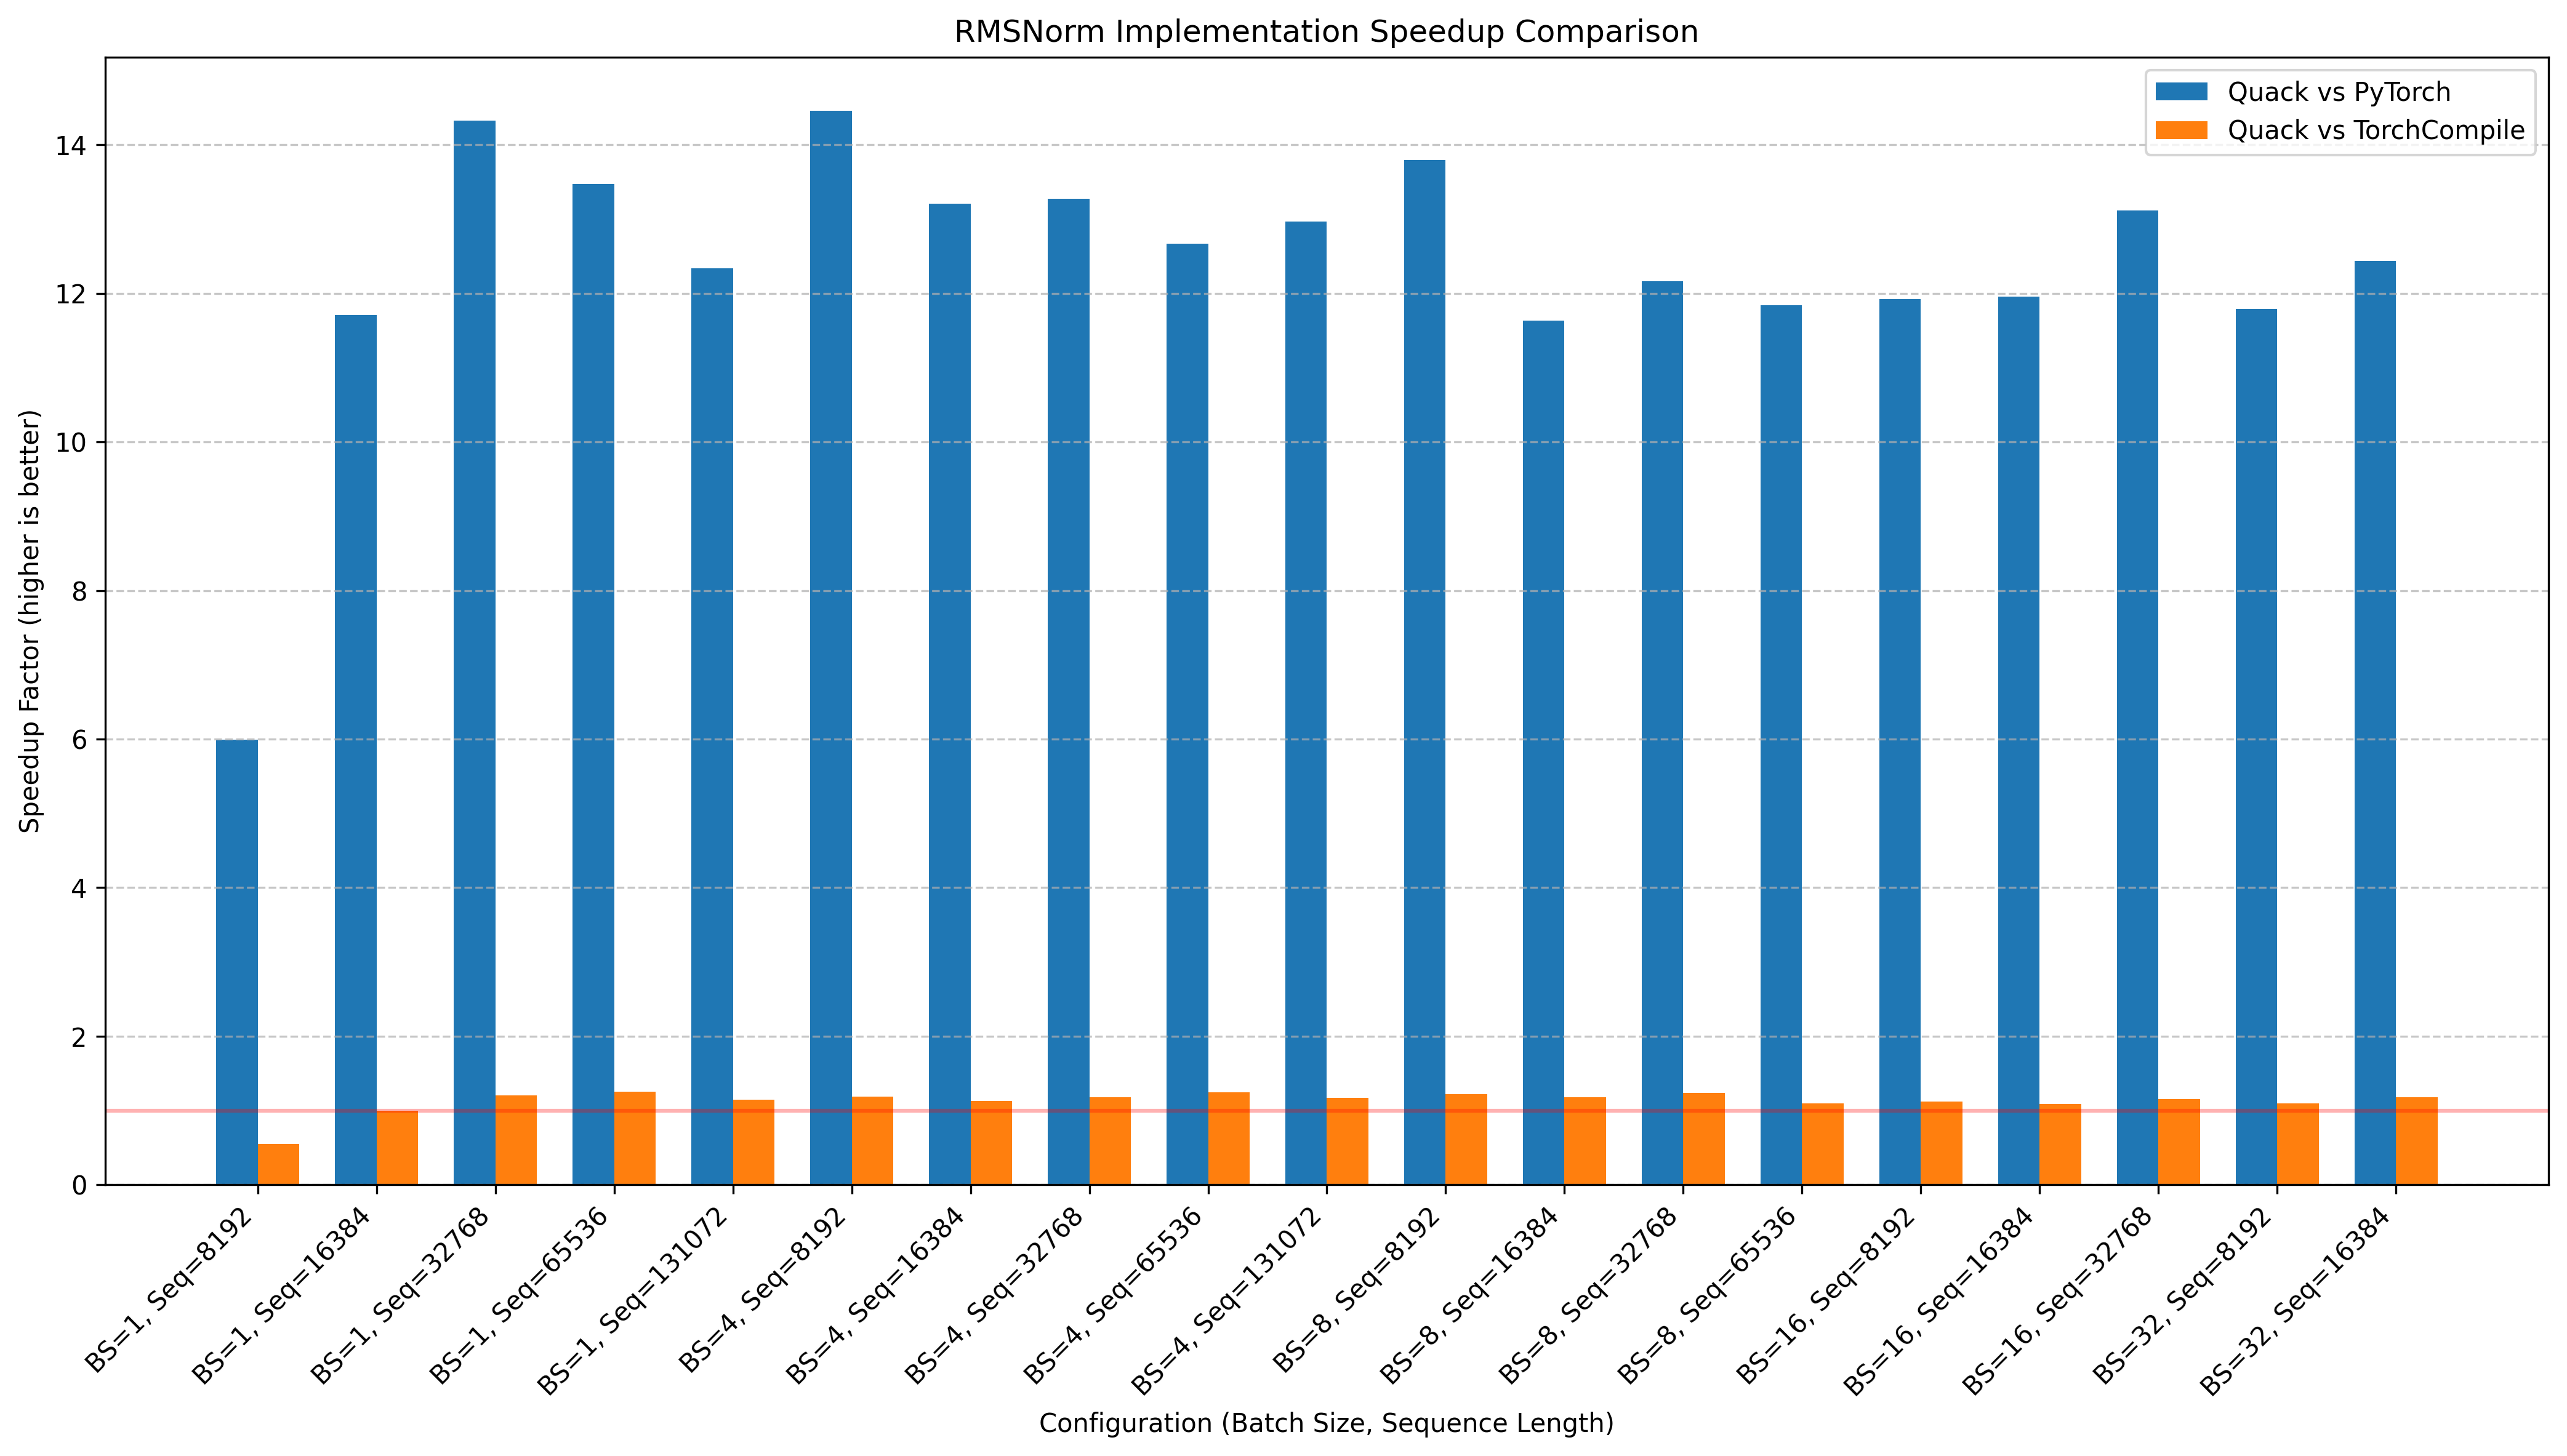 RMSNorm Implementation Speedup Comparison
Quack vs PyTorch
Quack vs TorchCompile
Speedup Factor (higher is better)
14
12
10
8
6
4
2
0
BS=1, Seq=8192
BS=1, Seq=16384
BS=1, Seq=32768
BS=1, Seq=65536
BS=1, Seq=131072
BS=4, Seq=8192
BS=4, Seq=16384
BS=4, Seq=32768
BS=4, Seq=65536
BS=4, Seq=131072
BS=8, Seq=8192
BS=8, Seq=16384
BS=8, Seq=32768
BS=8, Seq=65536
BS=16, Seq=8192
BS=16, Seq=16384
BS=16, Seq=32768
BS=32, Seq=8192
BS=32, Seq=16384
Configuration (Batch Size, Sequence Length)